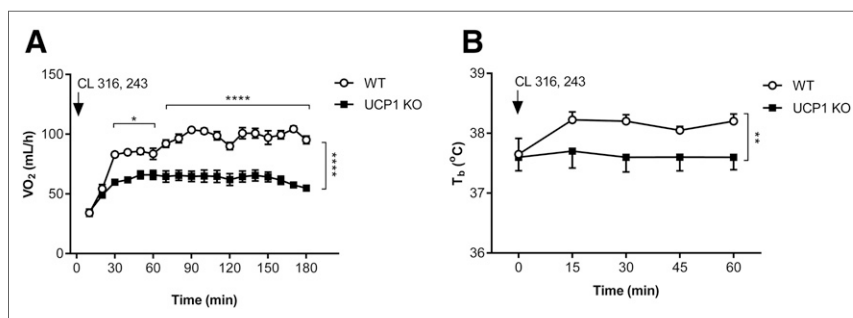 A
CL 316, 243
WT
UCP1 KO
*
****
****
VO₂ (mL/h)
150
100
50
0
0 30 60 90 120 150 180
Time (min)
B
CL 316, 243
WT
UCP1 KO
**
T_b (°C)
39
38
37
36
0 15 30 45 60
Time (min)